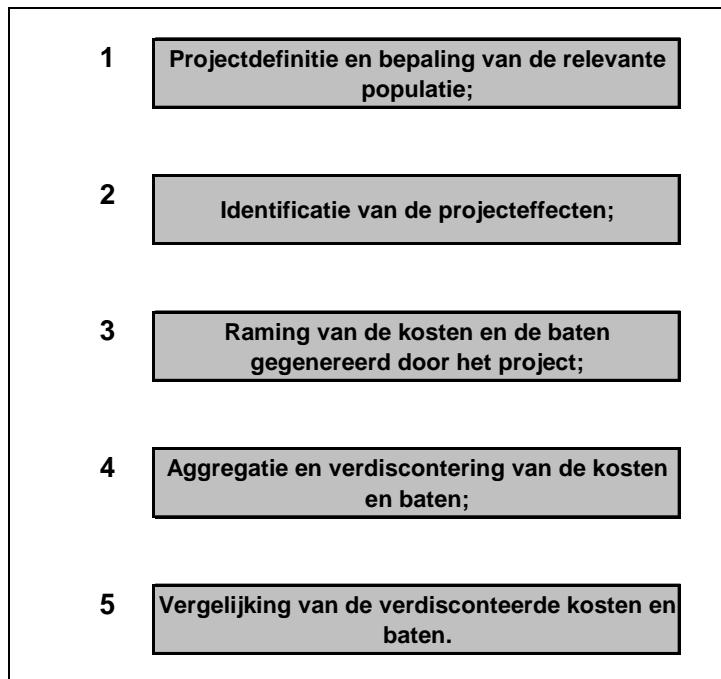 1 Projectdefinitie en bepaling van de relevante
populatie;
2 Identificatie van de projecteffecten;
3 Raming van de kosten en de baten
gegenereerd door het project;
4 Aggregatie en verdiscontering van de kosten
en baten;
5 Vergelijking van de verdisconteerde kosten en
baten.